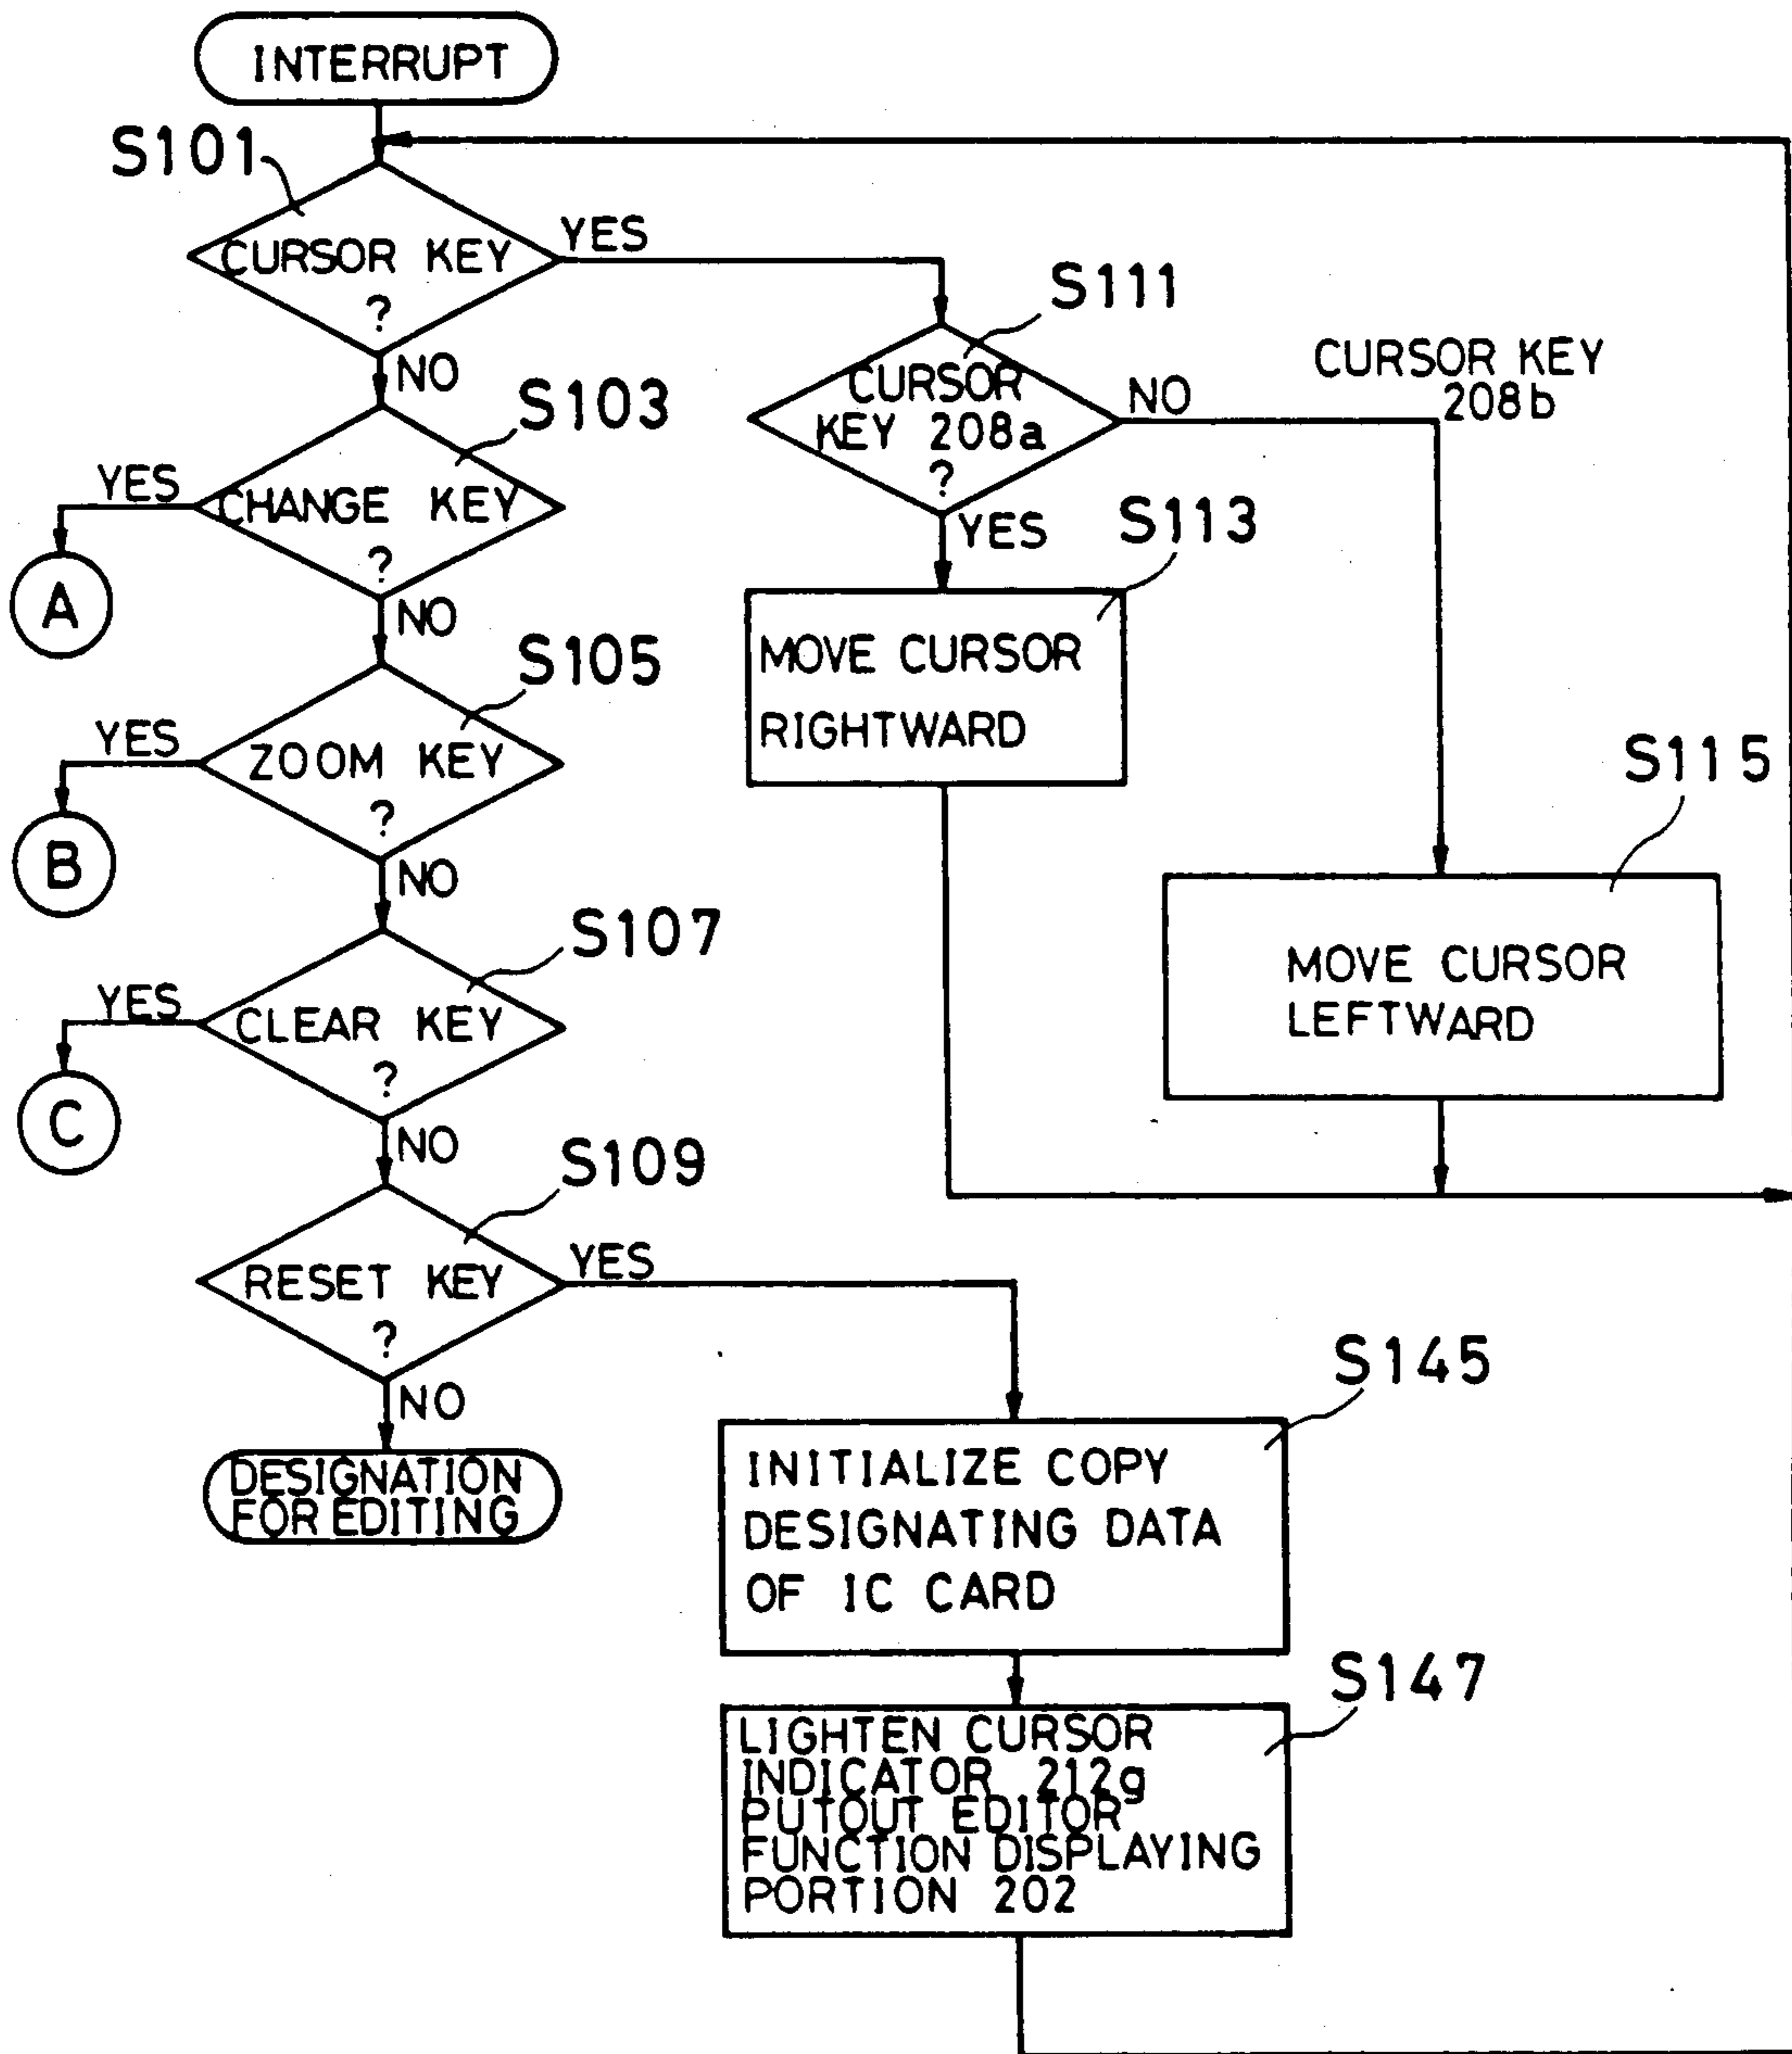 INTERRUPT
S101
CURSOR KEY
?
YES
NO
S111
CURSOR
KEY 208a
?
NO
CURSOR KEY
208b
YES
S103
CHANGE KEY
?
YES
A
NO
S113
MOVE CURSOR
RIGHTWARD
S105
ZOOM KEY
?
YES
B
NO
S115
MOVE CURSOR
LEFTWARD
S107
CLEAR KEY
?
YES
C
NO
S109
RESET KEY
?
YES
NO
DESIGNATION
FOR EDITING
S145
INITIALIZE COPY
DESIGNATING DATA
OF IC CARD
S147
LIGHTEN CURSOR
INDICATOR 212g
PUTOUT EDITOR
FUNCTION DISPLAYING
PORTION 202